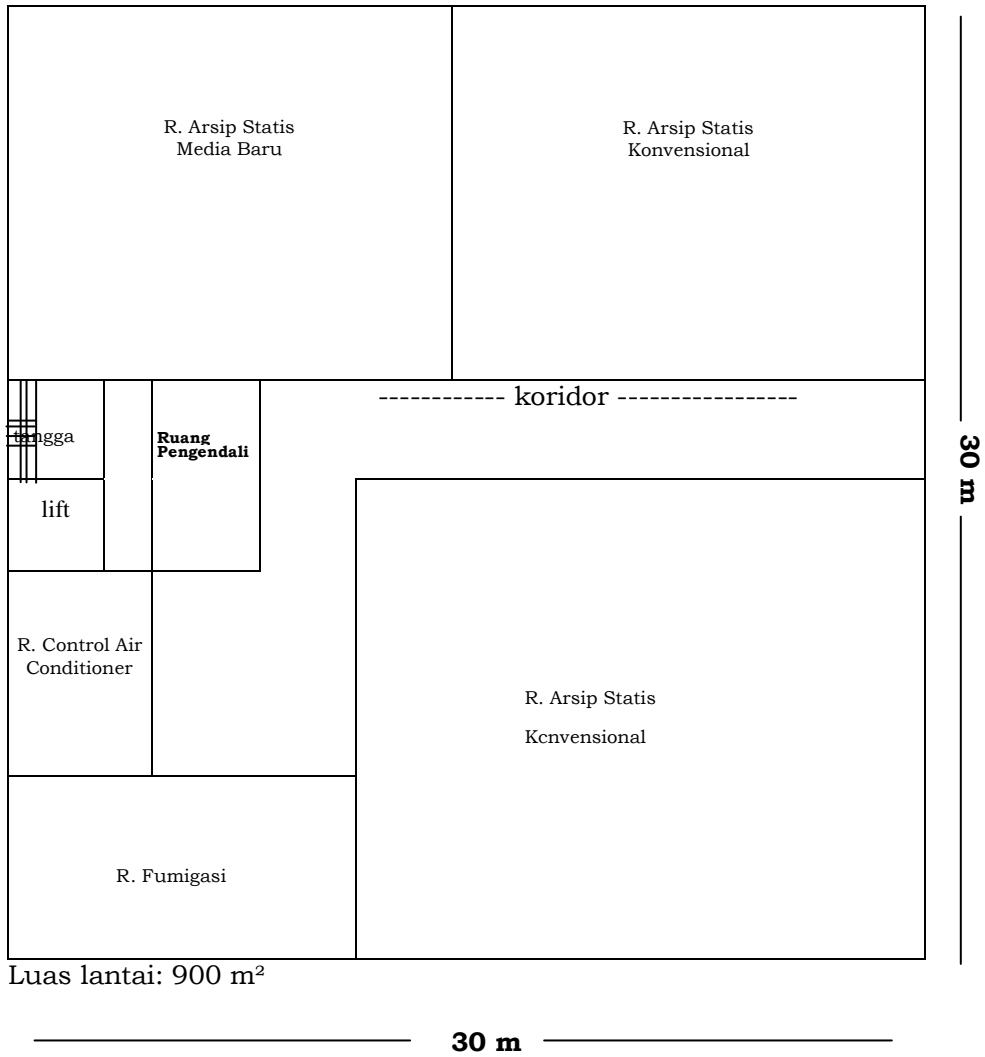 R. Arsip Statis
Media Baru
R. Arsip Statis
Konvensional
------------ koridor -----------------
tangga
Ruang
Pengendali
30 m
lift
R. Control Air
Conditioner
R. Arsip Statis
Kcnvensional
R. Fumigasi
Luas lantai: 900 m²
30 m